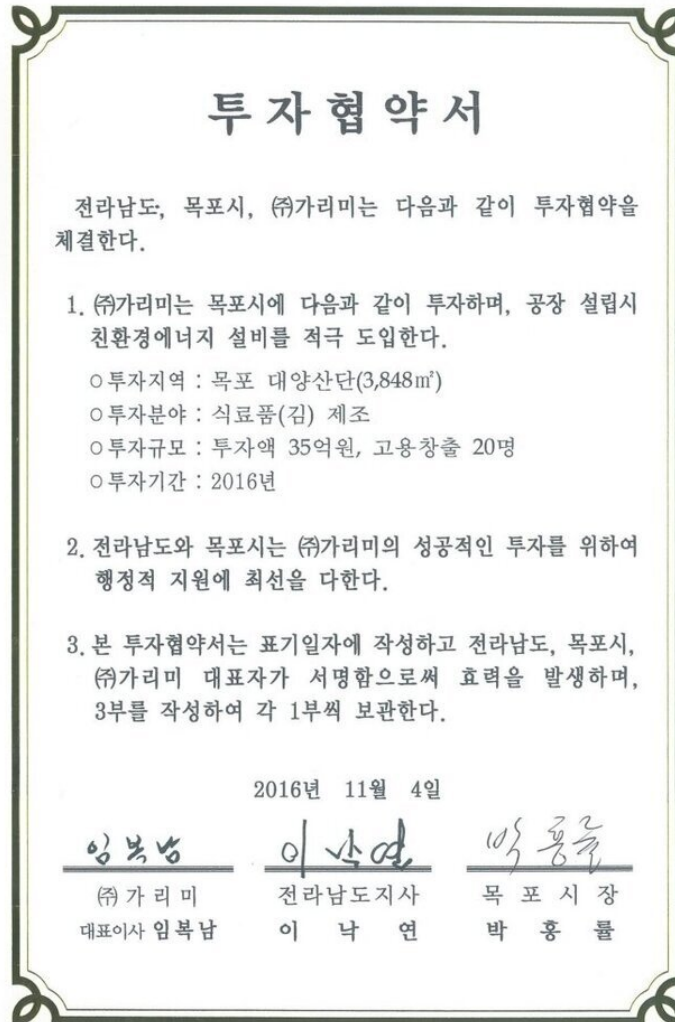 투자협약서
전라남도, 목포시, ㈜가리미는 다음과 같이 투자협약을
체결한다.
1. ㈜가리미는 목포시에 다음과 같이 투자하며, 공장 설립시
친환경에너지 설비를 적극 도입한다.
○투자지역 : 목포 대양산단(3,848㎡)
○투자분야 : 식료품(김) 제조
○투자규모 : 투자액 35억원, 고용창출 20명
○투자기간 : 2016년
2. 전라남도와 목포시는 ㈜가리미의 성공적인 투자를 위하여
행정적 지원에 최선을 다한다.
3. 본 투자협약서는 표기일자에 작성하고 전라남도, 목포시,
㈜가리미 대표자가 서명함으로써 효력을 발생하며,
3부를 작성하여 각 1부씩 보관한다.
2016년 11월 4일
임복남 이낙연 박홍률
㈜가리미 전라남도지사 목포시장
대표이사 임복남 이낙연 박홍률